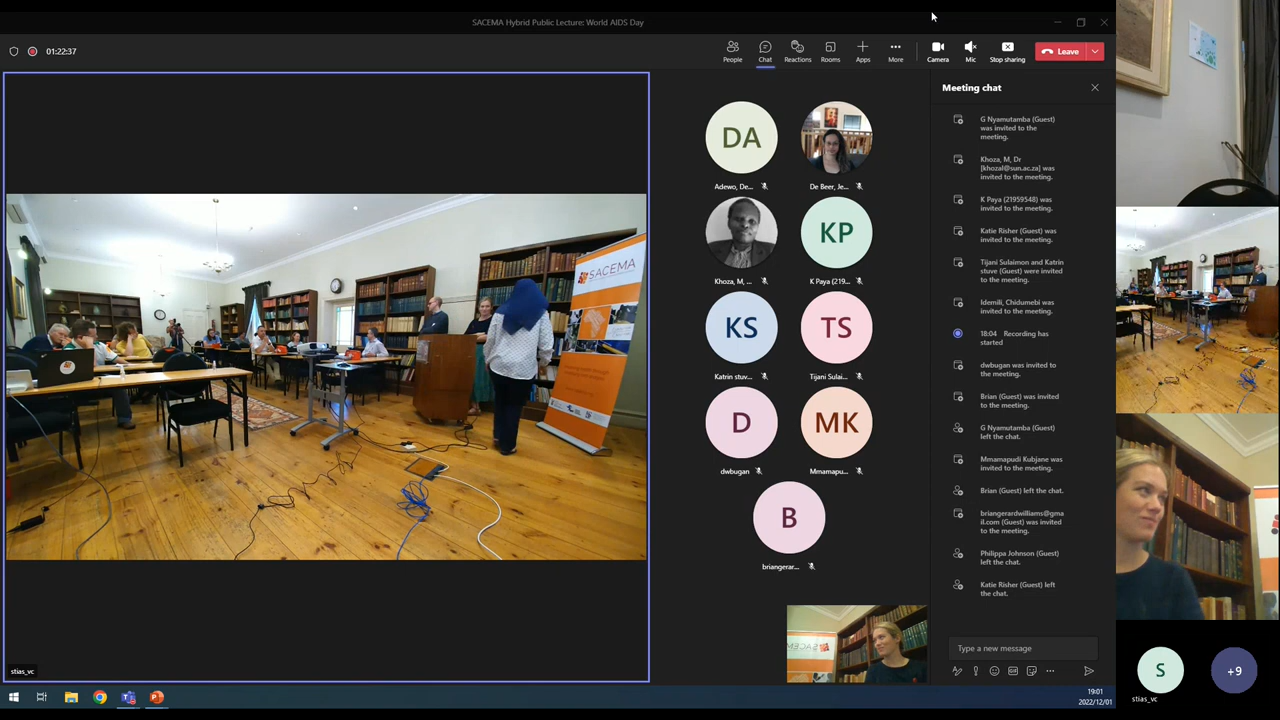 SACEMA Hybrid Public Lecture: World AIDS Day
01:22:37
People
Chat
Reactions
Rooms
Apps
More
Camera
Mic
Stop sharing
Leave
SACEMA
stias_vc
DA
Adewo, De...
De Beer, Je...
Khoza, M, ...
KP
K Paya (219...
KS
Katrin stuv...
TS
Tijani Sulai...
D
dwbugan
MK
Mmamapu...
B
briangerar...
Meeting chat
G Nyamutamba (Guest)
was invited to the
meeting.
Khoza, M, Dr
[khozal@sun.ac.za] was
invited to the meeting.
K Paya (21959548) was
invited to the meeting.
Katie Risher (Guest) was
invited to the meeting.
Tijani Sulaimon and Katrin
stuve (Guest) were invited
to the meeting.
Idemili, Chidumebi was
invited to the meeting.
18:04 Recording has
started
dwbugan was invited to
the meeting.
Brian (Guest) was invited
to the meeting.
G Nyamutamba (Guest)
left the chat.
Mmamapudi Kubjane was
invited to the meeting.
Brian (Guest) left the chat.
briangerardwilliams@gma
il.com (Guest) was invited
to the meeting.
Philippa Johnson (Guest)
left the chat.
Katie Risher (Guest) left
the chat.
Type a new message
GIF
19:01
2022/12/01
S
stias_vc
+9